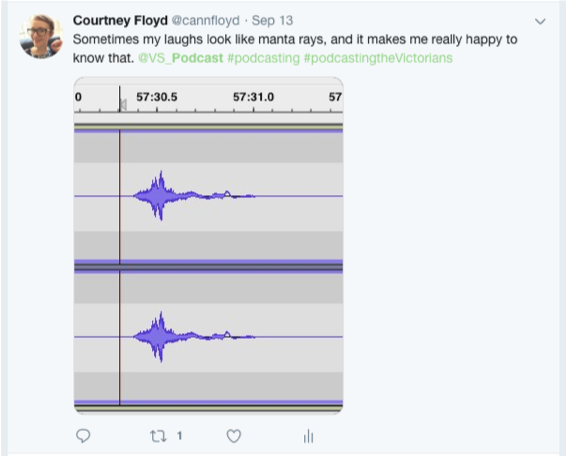 Courtney Floyd @cannfloyd · Sep 13
Sometimes my laughs look like manta rays, and it makes me really happy to
know that. @VS_Podcast #podcasting #podcastingtheVictorians
0 57:30.5 57:31.0 57
1